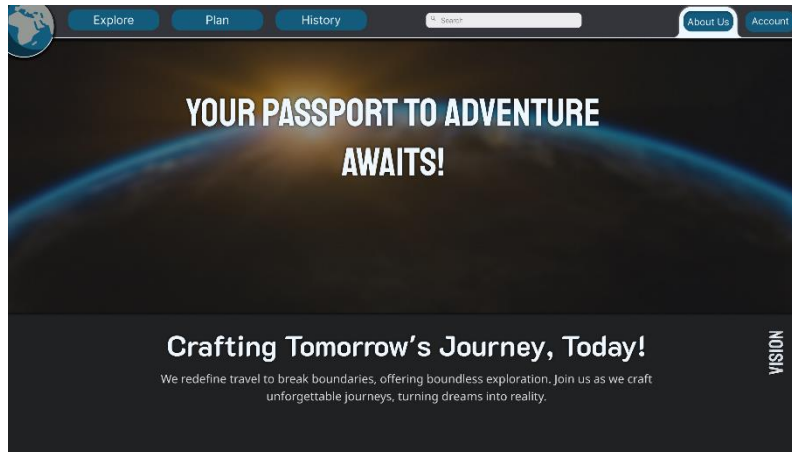 Explore
Plan
History
Search
About Us
Account
YOUR PASSPORT TO ADVENTURE
AWAITS!
Crafting Tomorrow's Journey, Today!
We redefine travel to break boundaries, offering boundless exploration. Join us as we craft
unforgettable journeys, turning dreams into reality.
VISION